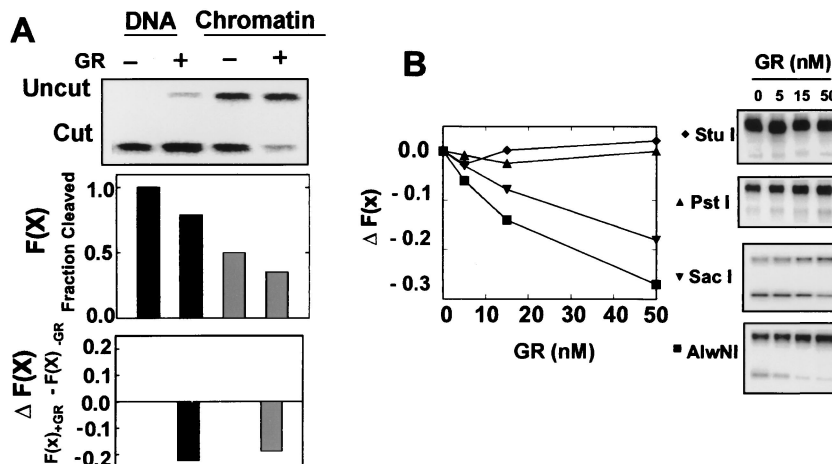 A
DNA Chromatin
GR − + − +
Uncut
Cut
F(X)
Fraction Cleaved
1.0
0.5
0.0
Δ F(X)
F(x)+GR - F(X) -GR
0.2
0.1
0.0
-0.1
-0.2
B
Δ F(x)
0.0
- 0.1
- 0.2
- 0.3
0 10 20 30 40 50
GR (nM)
GR (nM)
0 5 15 50
Stu I
Pst I
Sac I
AlwNI